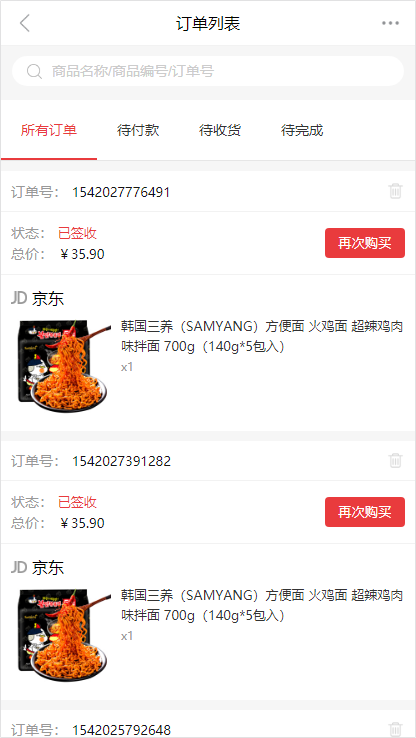 订单列表
商品名称/商品编号/订单号
所有订单 待付款 待收货 待完成
订单号: 1542027776491
状态: 已签收
再次购买
总价: ￥35.90
JD 京东
韩国三养（SAMYANG）方便面 火鸡面 超辣鸡肉
味拌面 700g（140g*5包入）
x1
订单号: 1542027391282
状态: 已签收
再次购买
总价: ￥35.90
JD 京东
韩国三养（SAMYANG）方便面 火鸡面 超辣鸡肉
味拌面 700g（140g*5包入）
x1
订单号: 1542025792648